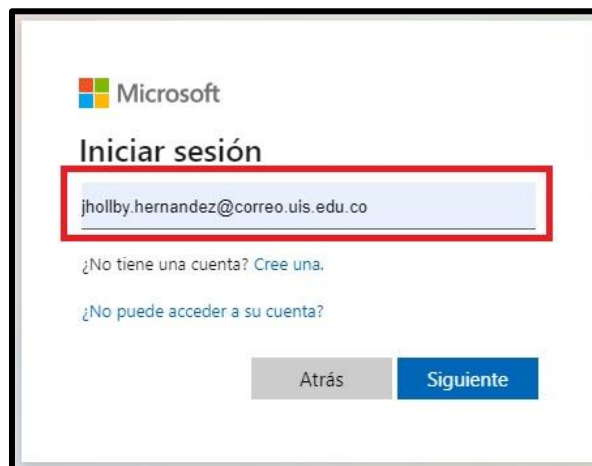 Microsoft
Iniciar sesión
jhollby.hernandez@correo.uis.edu.co
¿No tiene una cuenta? Cree una.
¿No puede acceder a su cuenta?
Atrás Siguiente